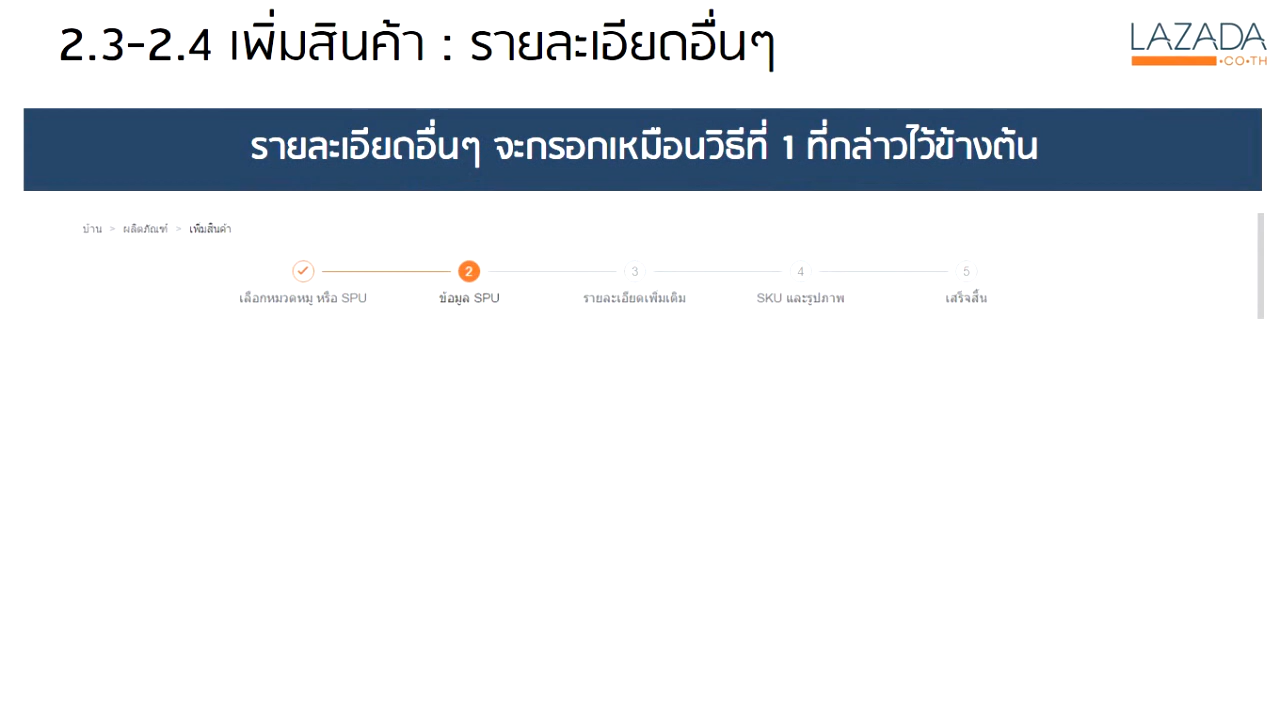 2.3-2.4 เพิ่มสินค้า : รายละเอียดอื่นๆ
LAZADA
•CO•TH
รายละเอียดอื่นๆ จะกรอกเหมือนวิธีที่ 1 ที่กล่าวไว้ข้างต้น
บ้าน > ผลิตภัณฑ์ > เพิ่มสินค้า
2 3 4 5
เลือกหมวดหมู่ หรือ SPU ข้อมูล SPU รายละเอียดเพิ่มเติม SKU และรูปภาพ เสร็จสิ้น